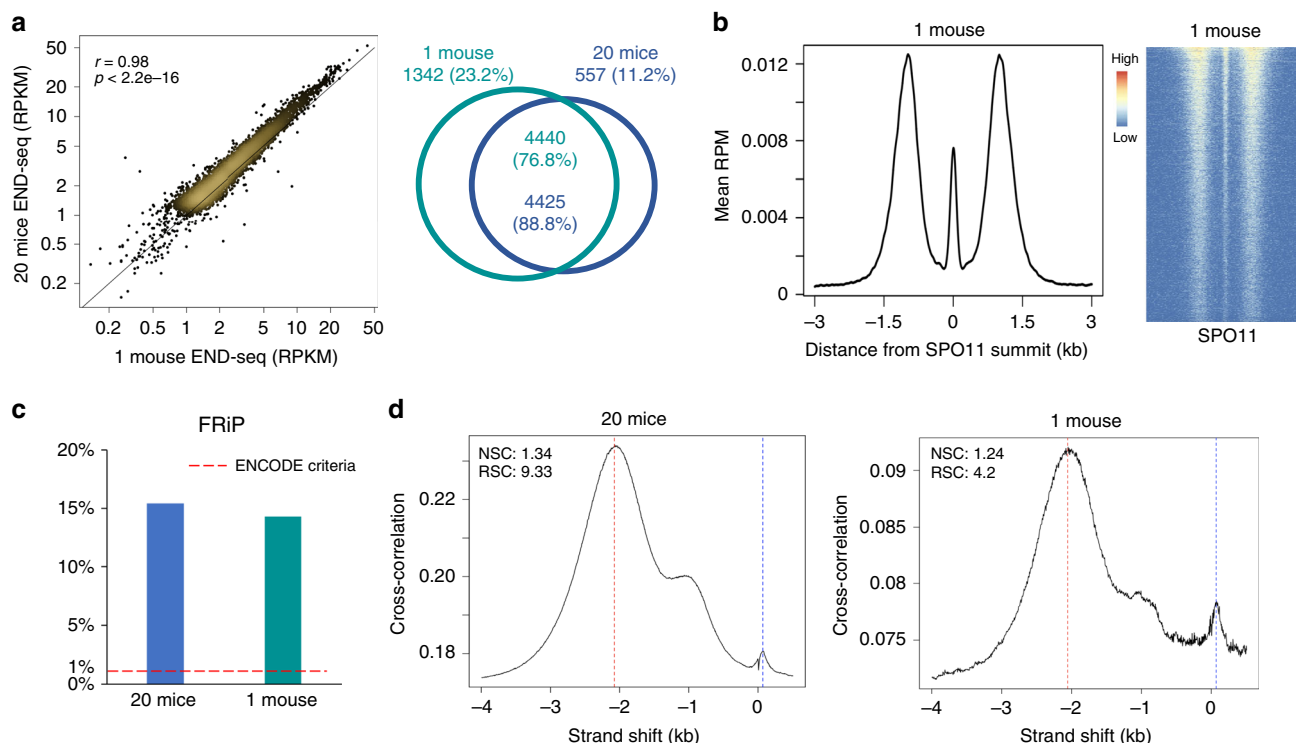 a
50
20
10
5
2
1
0.5
0.2
r = 0.98
p < 2.2e−16
20 mice END-seq (RPKM)
0.2 0.5 1 2 5 10 20 50
1 mouse END-seq (RPKM)
1 mouse
1342 (23.2%)
20 mice
557 (11.2%)
4440
(76.8%)
4425
(88.8%)
b
1 mouse
0.012
0.008
0.004
0
Mean RPM
−3 −1.5 0 1.5 3
Distance from SPO11 summit (kb)
1 mouse
High
Low
SPO11
c
FRiP
20%
15%
10%
5%
1%
0%
ENCODE criteria
20 mice 1 mouse
d
20 mice
NSC: 1.34
RSC: 9.33
0.22
0.20
0.18
Cross-correlation
−4 −3 −2 −1 0
Strand shift (kb)
1 mouse
NSC: 1.24
RSC: 4.2
0.09
0.085
0.08
0.075
Cross-correlation
−4 −3 −2 −1 0
Strand shift (kb)